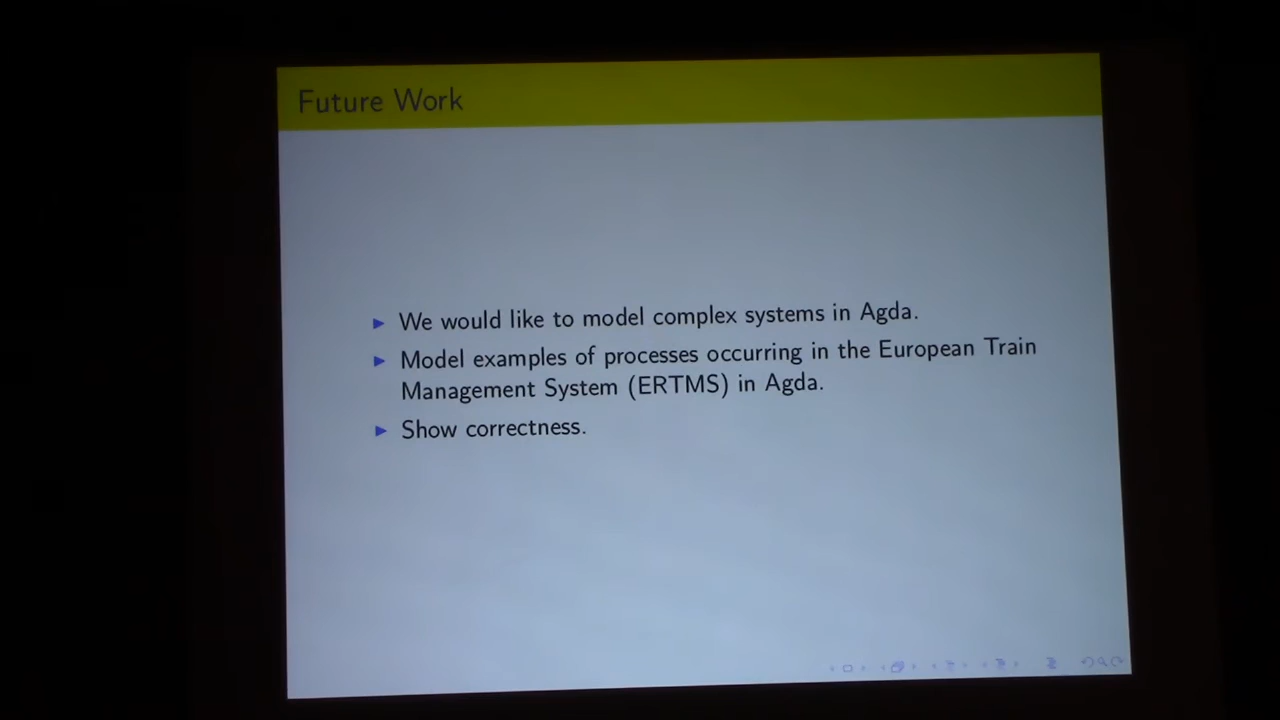 Future Work
We would like to model complex systems in Agda.
Model examples of processes occurring in the European Train
Management System (ERTMS) in Agda.
Show correctness.